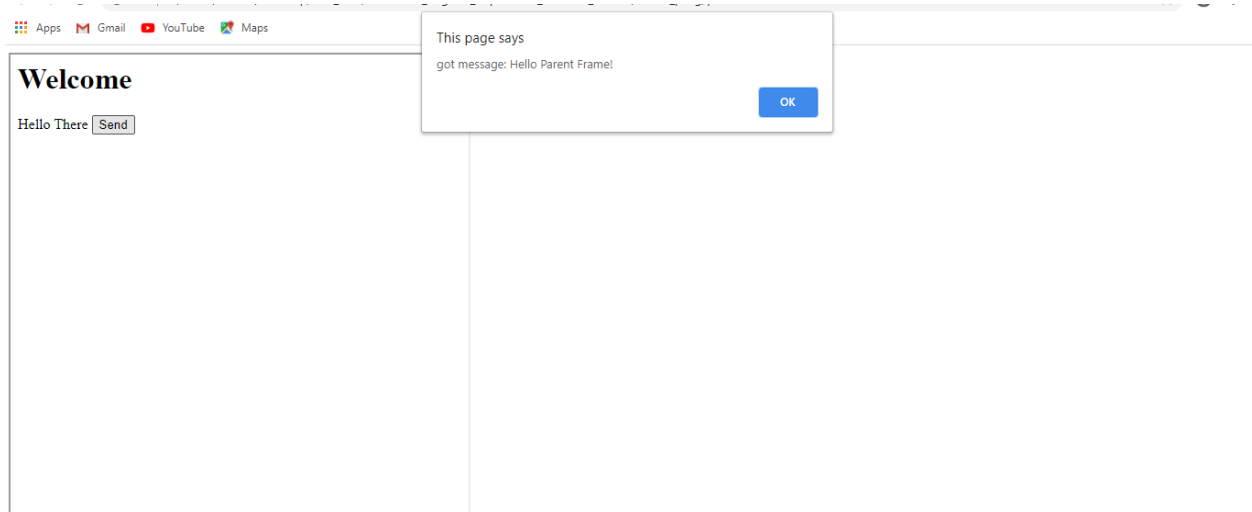 Apps Gmail YouTube Maps
This page says
got message: Hello Parent Frame!
OK
Welcome
Hello There Send